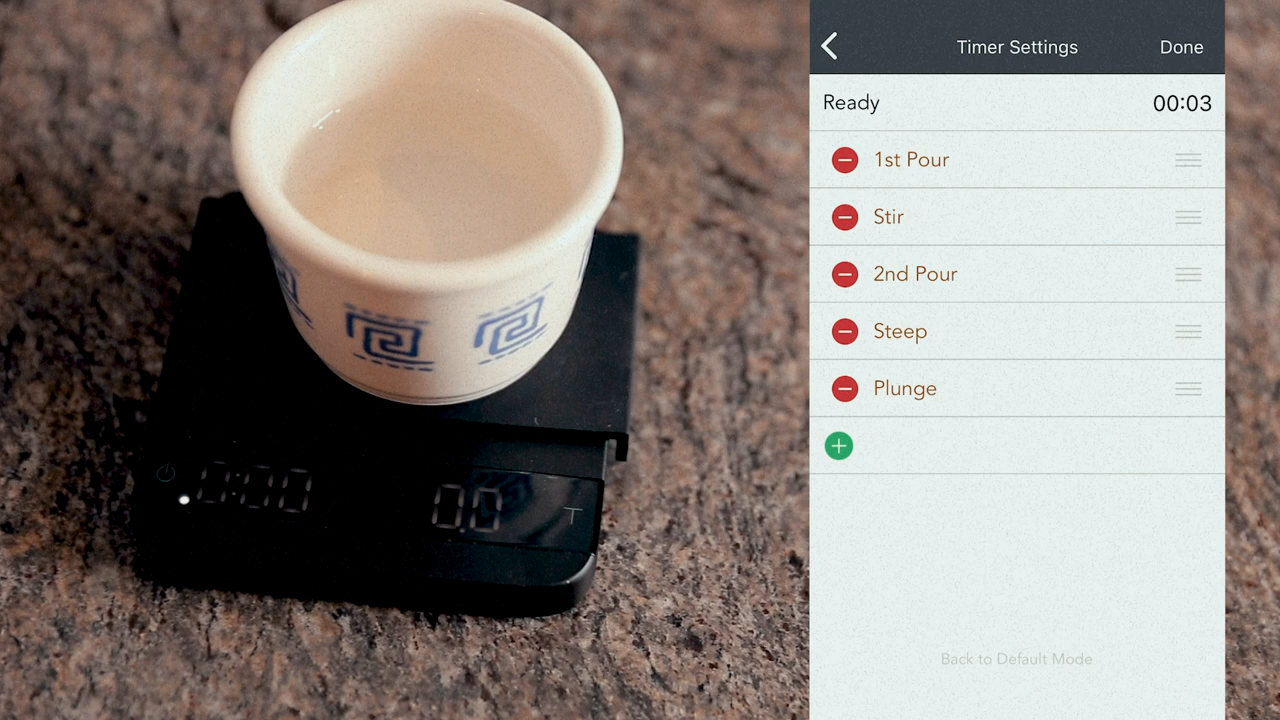 Timer Settings
Done
Ready
00:03
1st Pour
Stir
2nd Pour
Steep
Plunge
Back to Default Mode
0:00
0.0
T